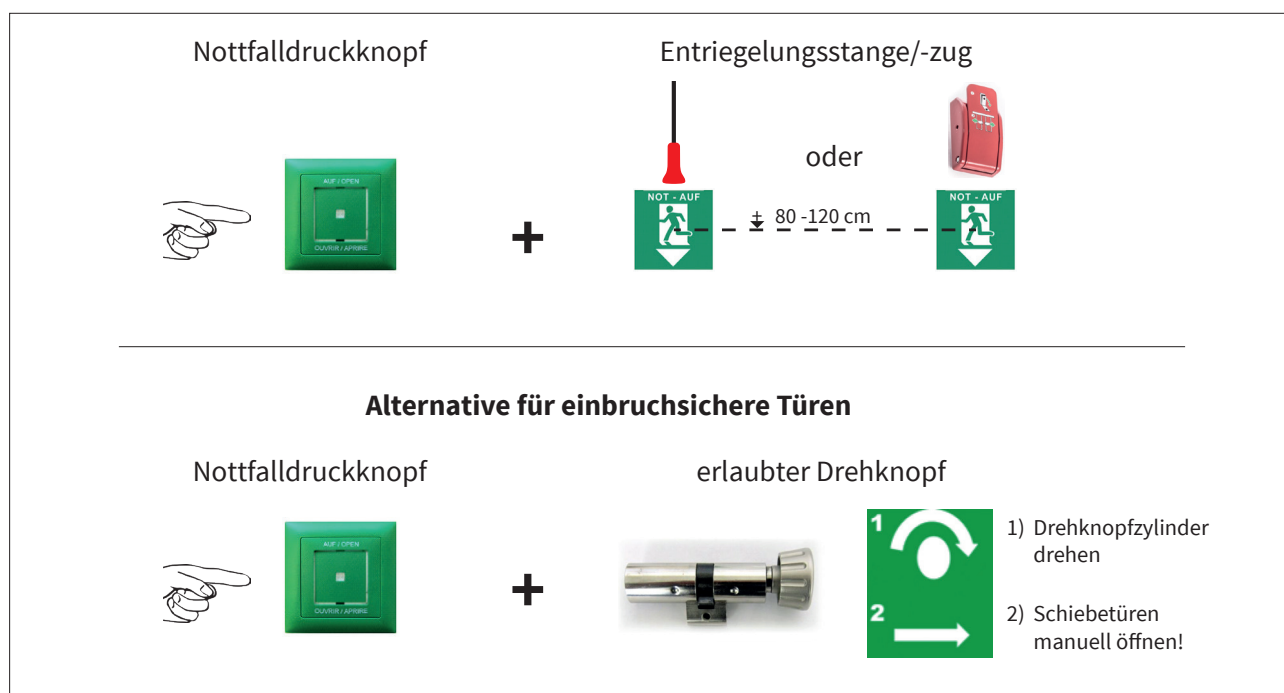 Nottfalldruckknopf
Entriegelungsstange/-zug
AUF / OPEN
OUVRIR / APRIRE
+
oder
NOT - AUF
± 80 -120 cm
NOT - AUF
Alternative für einbruchsichere Türen
Nottfalldruckknopf
erlaubter Drehknopf
AUF / OPEN
OUVRIR / APRIRE
+
1
2
1) Drehknopfzylinder
drehen
2) Schiebetüren
manuell öffnen!